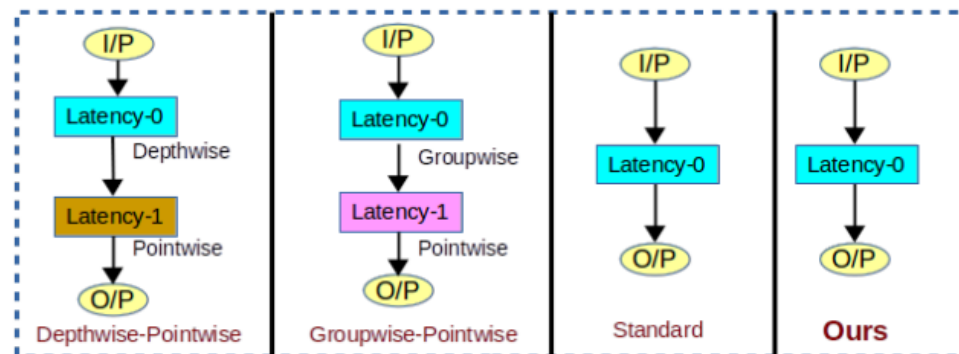 I/P
Latency-0
Depthwise
Latency-1
Pointwise
O/P
Depthwise-Pointwise
I/P
Latency-0
Groupwise
Latency-1
Pointwise
O/P
Groupwise-Pointwise
I/P
Latency-0
O/P
Standard
I/P
Latency-0
O/P
Ours